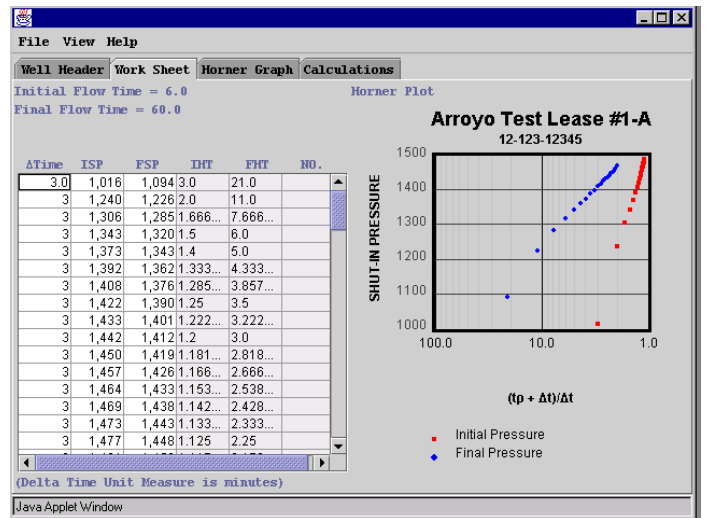 File View Help
Well Header Work Sheet Horner Graph Calculations
Initial Flow Time = 6.0
Final Flow Time = 60.0
ΔTime ISP FSP IHT FHT NO.
3.0 1,016 1,094 3.0 21.0
3 1,240 1,226 2.0 11.0
3 1,306 1,285 1.666... 7.666...
3 1,343 1,320 1.5 6.0
3 1,373 1,343 1.4 5.0
3 1,392 1,362 1.333... 4.333...
3 1,408 1,376 1.285... 3.857...
3 1,422 1,390 1.25 3.5
3 1,433 1,401 1.222... 3.222...
3 1,442 1,412 1.2 3.0
3 1,450 1,419 1.181... 2.818...
3 1,457 1,426 1.166... 2.666...
3 1,464 1,433 1.153... 2.538...
3 1,469 1,438 1.142... 2.428...
3 1,473 1,443 1.133... 2.333...
3 1,477 1,448 1.125 2.25
(Delta Time Unit Measure is minutes)
Horner Plot
Arroyo Test Lease #1-A
12-123-12345
SHUT-IN PRESSURE
1500
1400
1300
1200
1100
1000
100.0 10.0 1.0
(tp + Δt)/Δt
Initial Pressure
Final Pressure
Java Applet Window